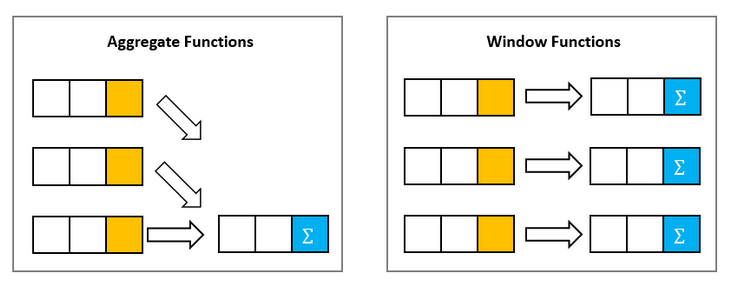 Aggregate Functions
Σ
Window Functions
Σ
Σ
Σ